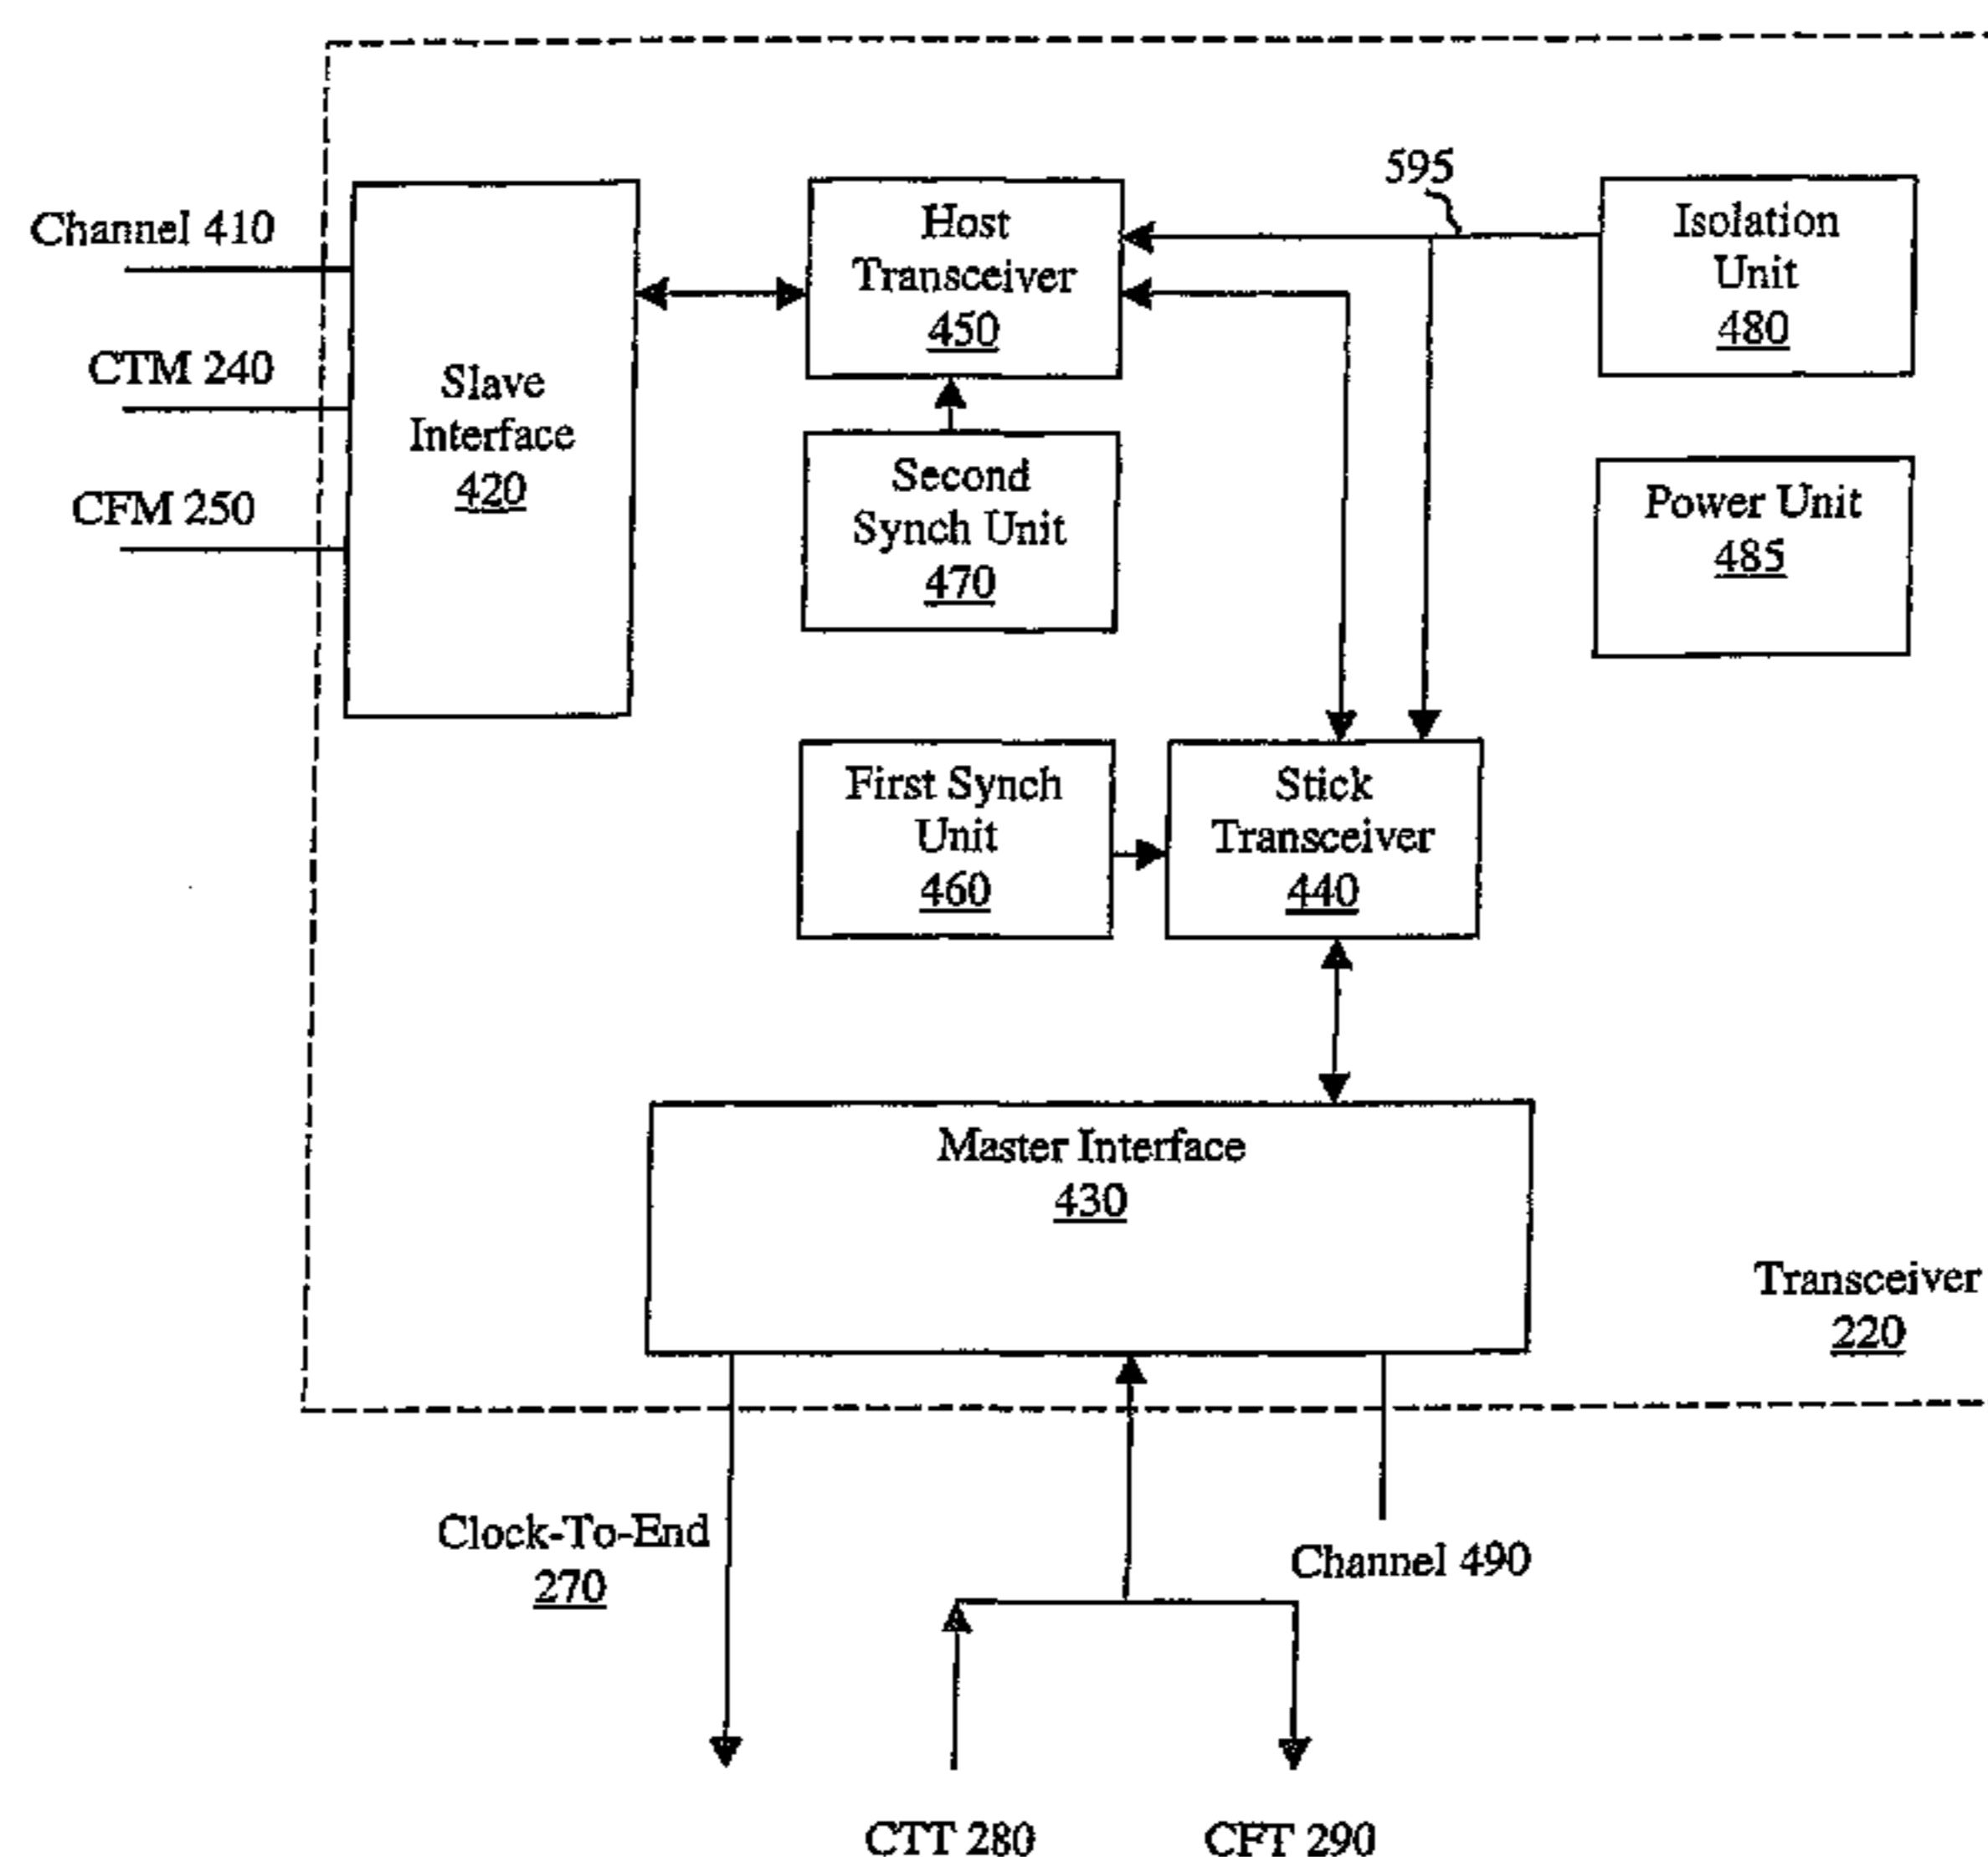 595
Channel 410
CTM 240
CFM 250
Slave
Interface
420
Host
Transceiver
450
Isolation
Unit
480
Second
Synch Unit
470
Power Unit
485
First Synch
Unit
460
Stick
Transceiver
440
Master Interface
430
Transceiver
220
Clock-To-End
270
Channel 490
CTT 280
CFT 290